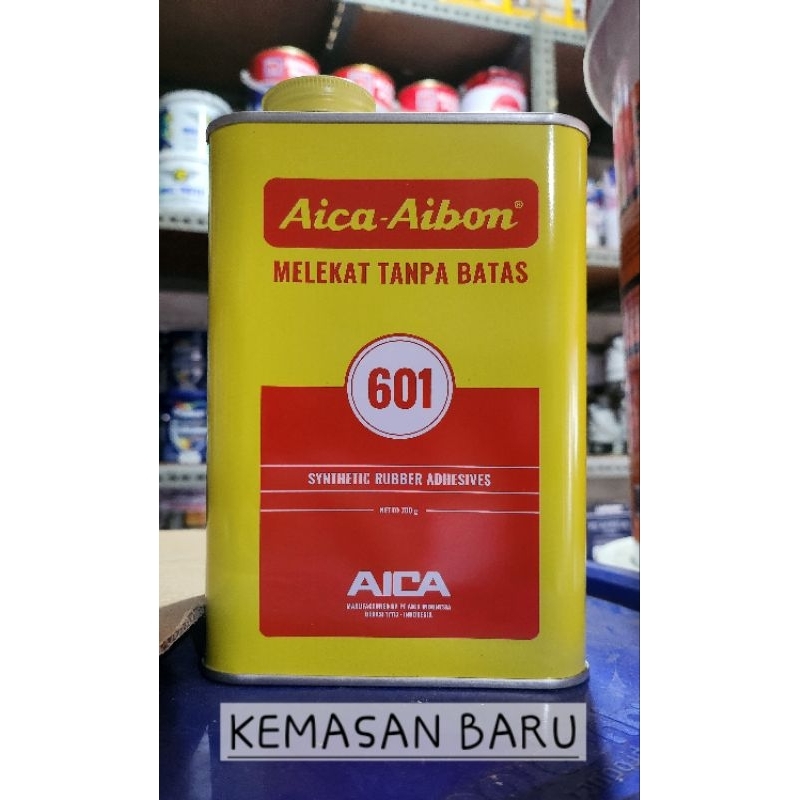 Aica-Aibon®
MELEKAT TANPA BATAS
601
SYNTHETIC RUBBER ADHESIVES
AICA
KEMASAN BARU